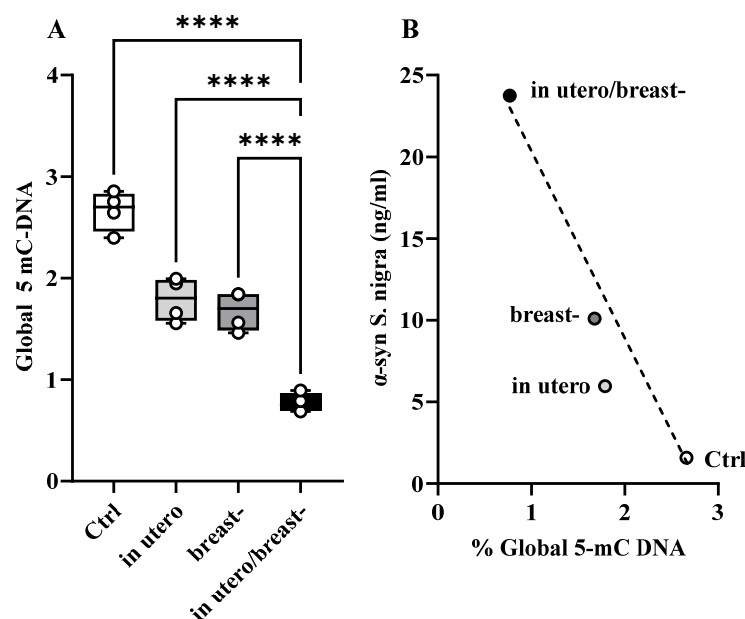 A
Global 5 mC-DNA
4
3
2
1
0
****
****
****
Ctrl
in utero
breast-
in utero/breast-
B
α-syn S. nigra (ng/ml)
25
20
15
10
5
0
in utero/breast-
breast-
in utero
Ctrl
0 1 2 3
% Global 5-mC DNA